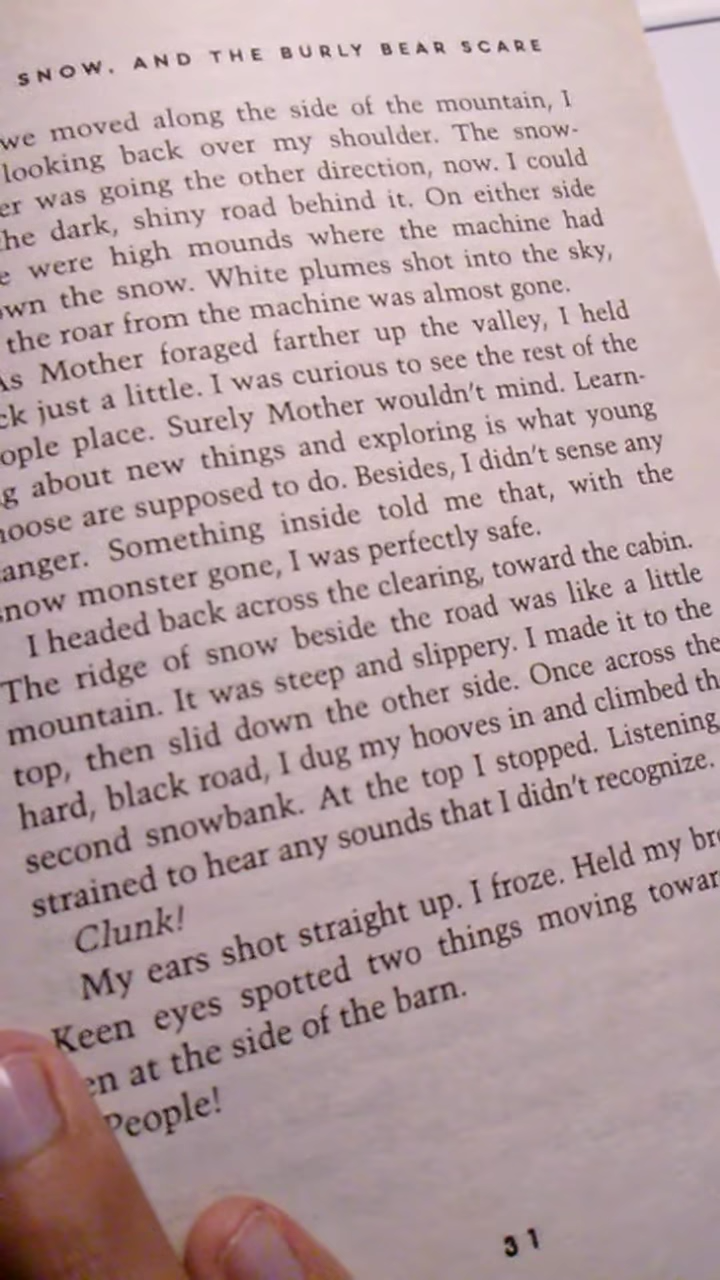 SNOW, AND THE BURLY BEAR SCARE
we moved along the side of the mountain, I
looking back over my shoulder. The snow-
er was going the other direction, now. I could
he dark, shiny road behind it. On either side
e were high mounds where the machine had
own the snow. White plumes shot into the sky,
the roar from the machine was almost gone.
As Mother foraged farther up the valley, I held
ck just a little. I was curious to see the rest of the
ople place. Surely Mother wouldn't mind. Learn-
g about new things and exploring is what young
moose are supposed to do. Besides, I didn't sense any
anger. Something inside told me that, with the
snow monster gone, I was perfectly safe.
I headed back across the clearing, toward the cabin.
The ridge of snow beside the road was like a little
mountain. It was steep and slippery. I made it to the
top, then slid down the other side. Once across the
hard, black road, I dug my hooves in and climbed th
second snowbank. At the top I stopped. Listening,
strained to hear any sounds that I didn't recognize.
Clunk!
My ears shot straight up. I froze. Held my bre
Keen eyes spotted two things moving towar
en at the side of the barn.
People!
31